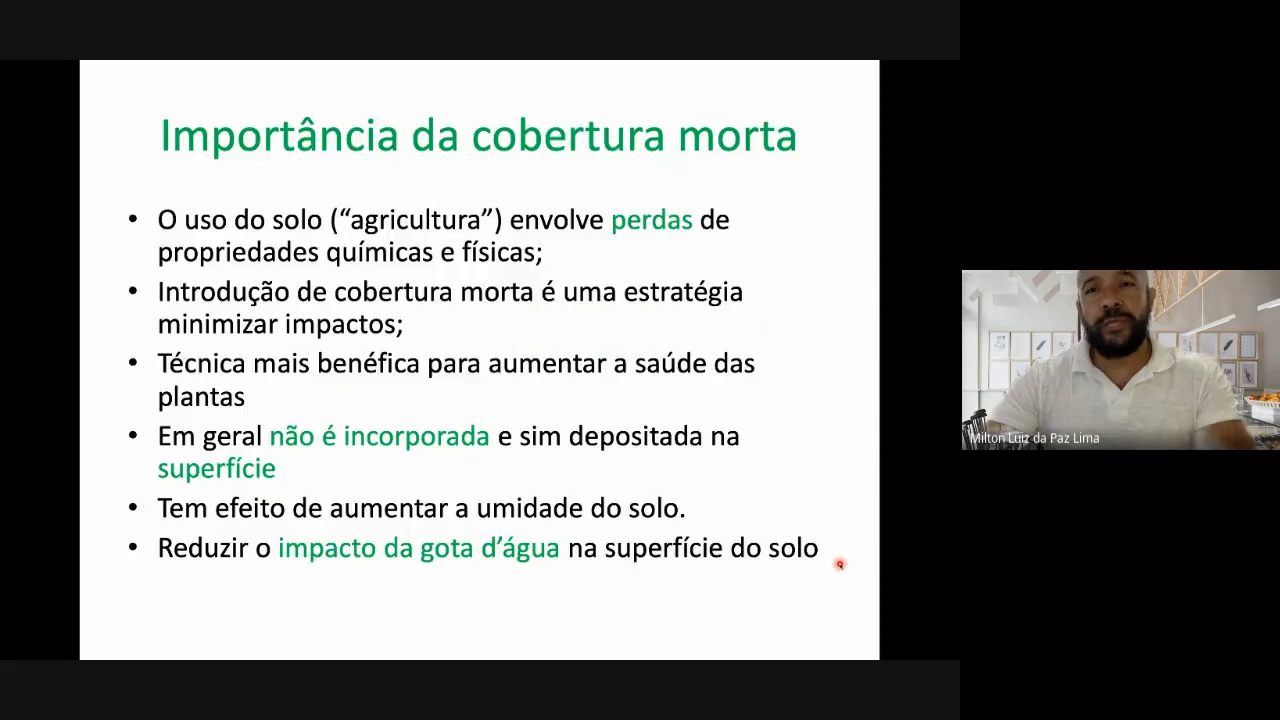 Importância da cobertura morta
• O uso do solo (“agricultura”) envolve perdas de
propriedades químicas e físicas;
• Introdução de cobertura morta é uma estratégia
minimizar impactos;
• Técnica mais benéfica para aumentar a saúde das
plantas
• Em geral não é incorporada e sim depositada na
superfície
• Tem efeito de aumentar a umidade do solo.
• Reduzir o impacto da gota d’água na superfície do solo
Milton Luiz da Paz Lima